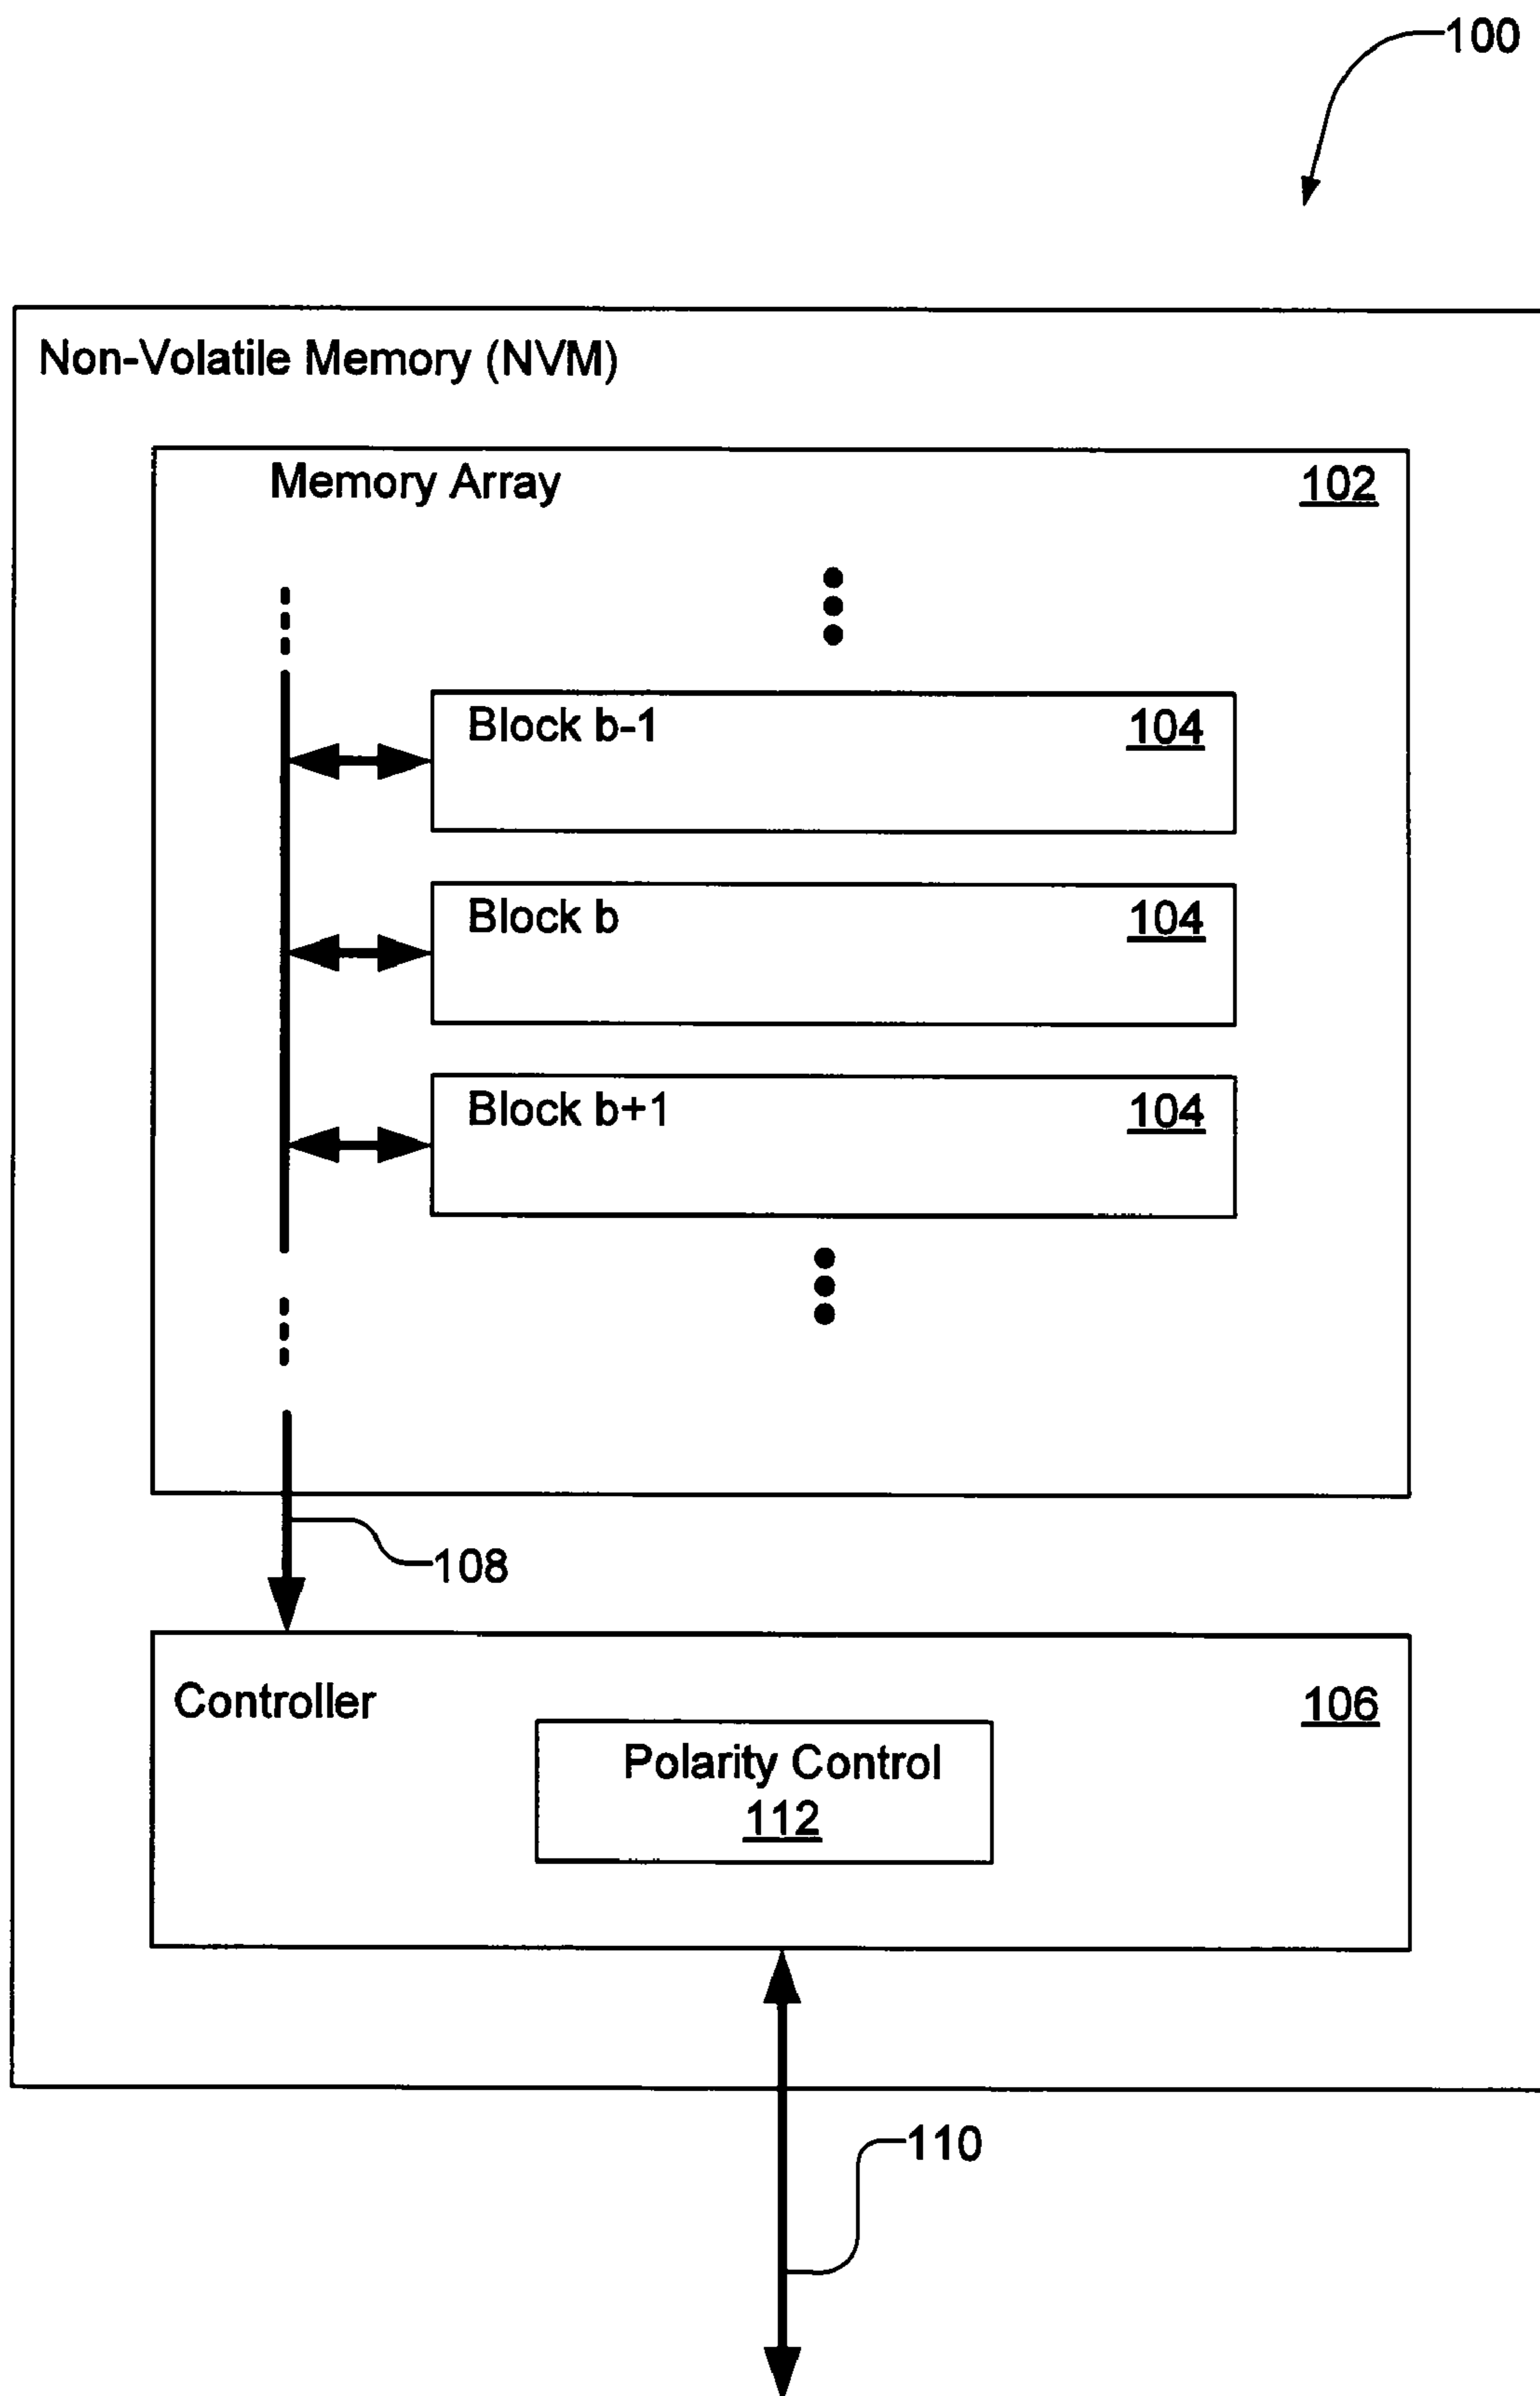 100
Non-Volatile Memory (NVM)
Memory Array 102
Block b-1 104
Block b 104
Block b+1 104
108
Controller 106
Polarity Control
112
110